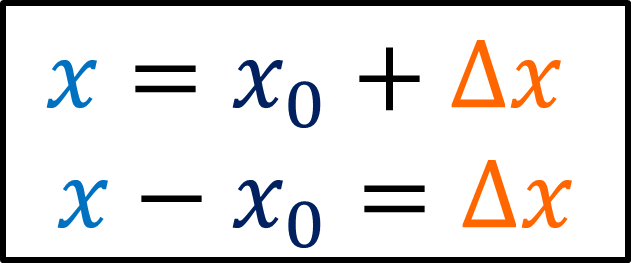 x = x₀ + Δx
x − x₀ = Δx